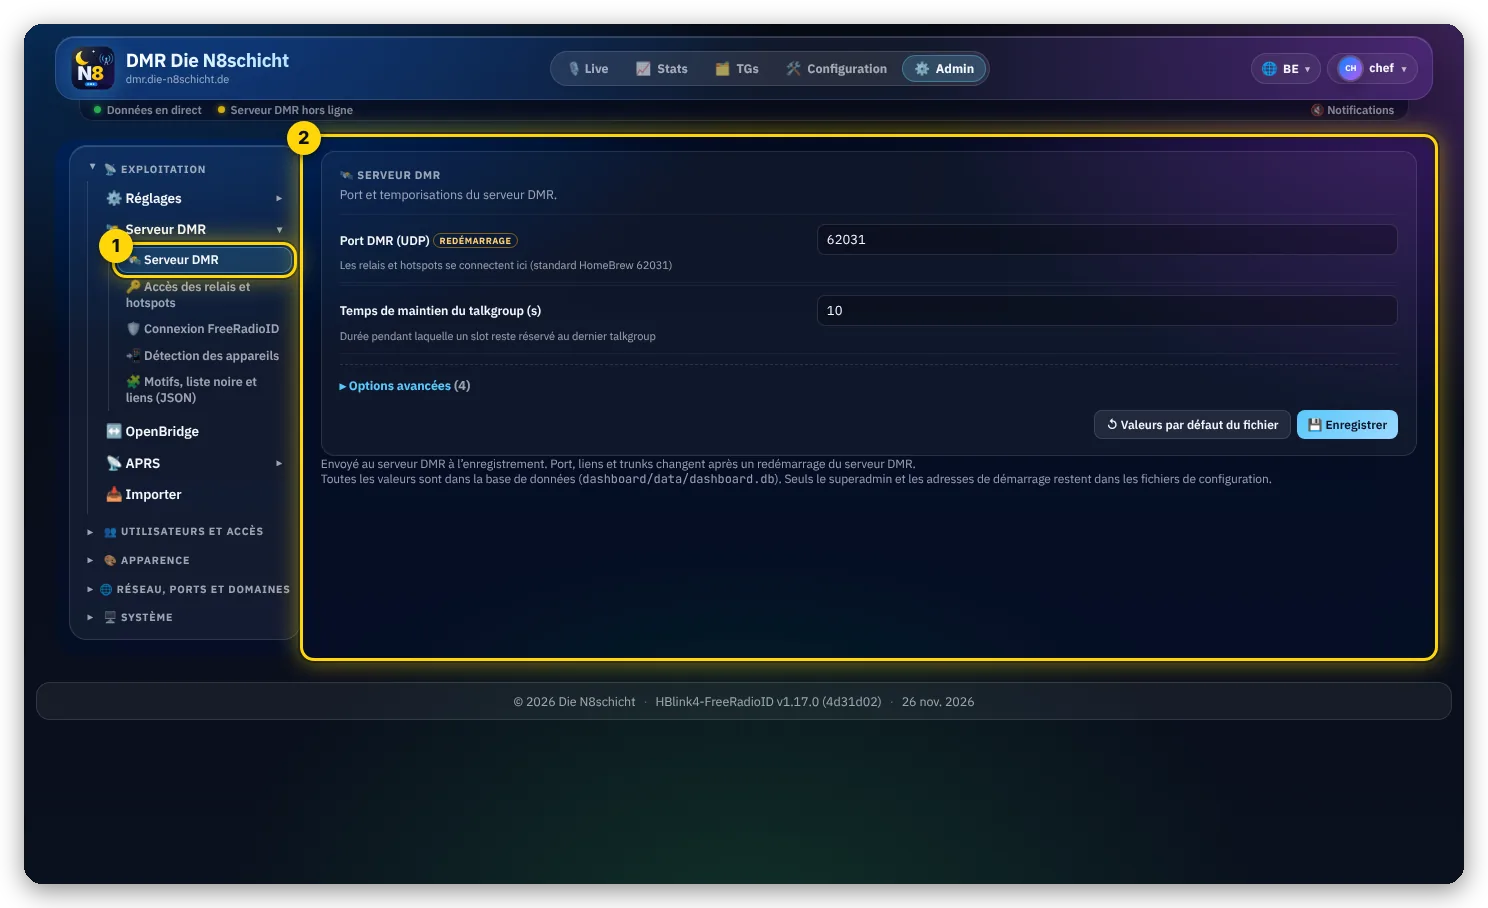 N8
DMR Die N8schicht
dmr.die-n8schicht.de
Live
Stats
TGs
Configuration
Admin
BE
CH
chef
Données en direct
Serveur DMR hors ligne
Notifications
1
2
EXPLOITATION
Réglages
Serveur DMR
Serveur DMR
Accès des relais et
hotspots
Connexion FreeRadioID
Détection des appareils
Motifs, liste noire et
liens (JSON)
OpenBridge
APRS
Importer
UTILISATEURS ET ACCÈS
APPARENCE
RÉSEAU, PORTS ET DOMAINES
SYSTÈME
SERVEUR DMR
Port et temporisations du serveur DMR.
Port DMR (UDP) REDÉMARRAGE
62031
Les relais et hotspots se connectent ici (standard HomeBrew 62031)
Temps de maintien du talkgroup (s)
10
Durée pendant laquelle un slot reste réservé au dernier talkgroup
Options avancées (4)
Valeurs par défaut du fichier
Enregistrer
Envoyé au serveur DMR à l’enregistrement. Port, liens et trunks changent après un redémarrage du serveur DMR.
Toutes les valeurs sont dans la base de données (dashboard/data/dashboard.db). Seuls le superadmin et les adresses de démarrage restent dans les fichiers de configuration.
© 2026 Die N8schicht · HBlink4-FreeRadioID v1.17.0 (4d31d02) · 26 nov. 2026